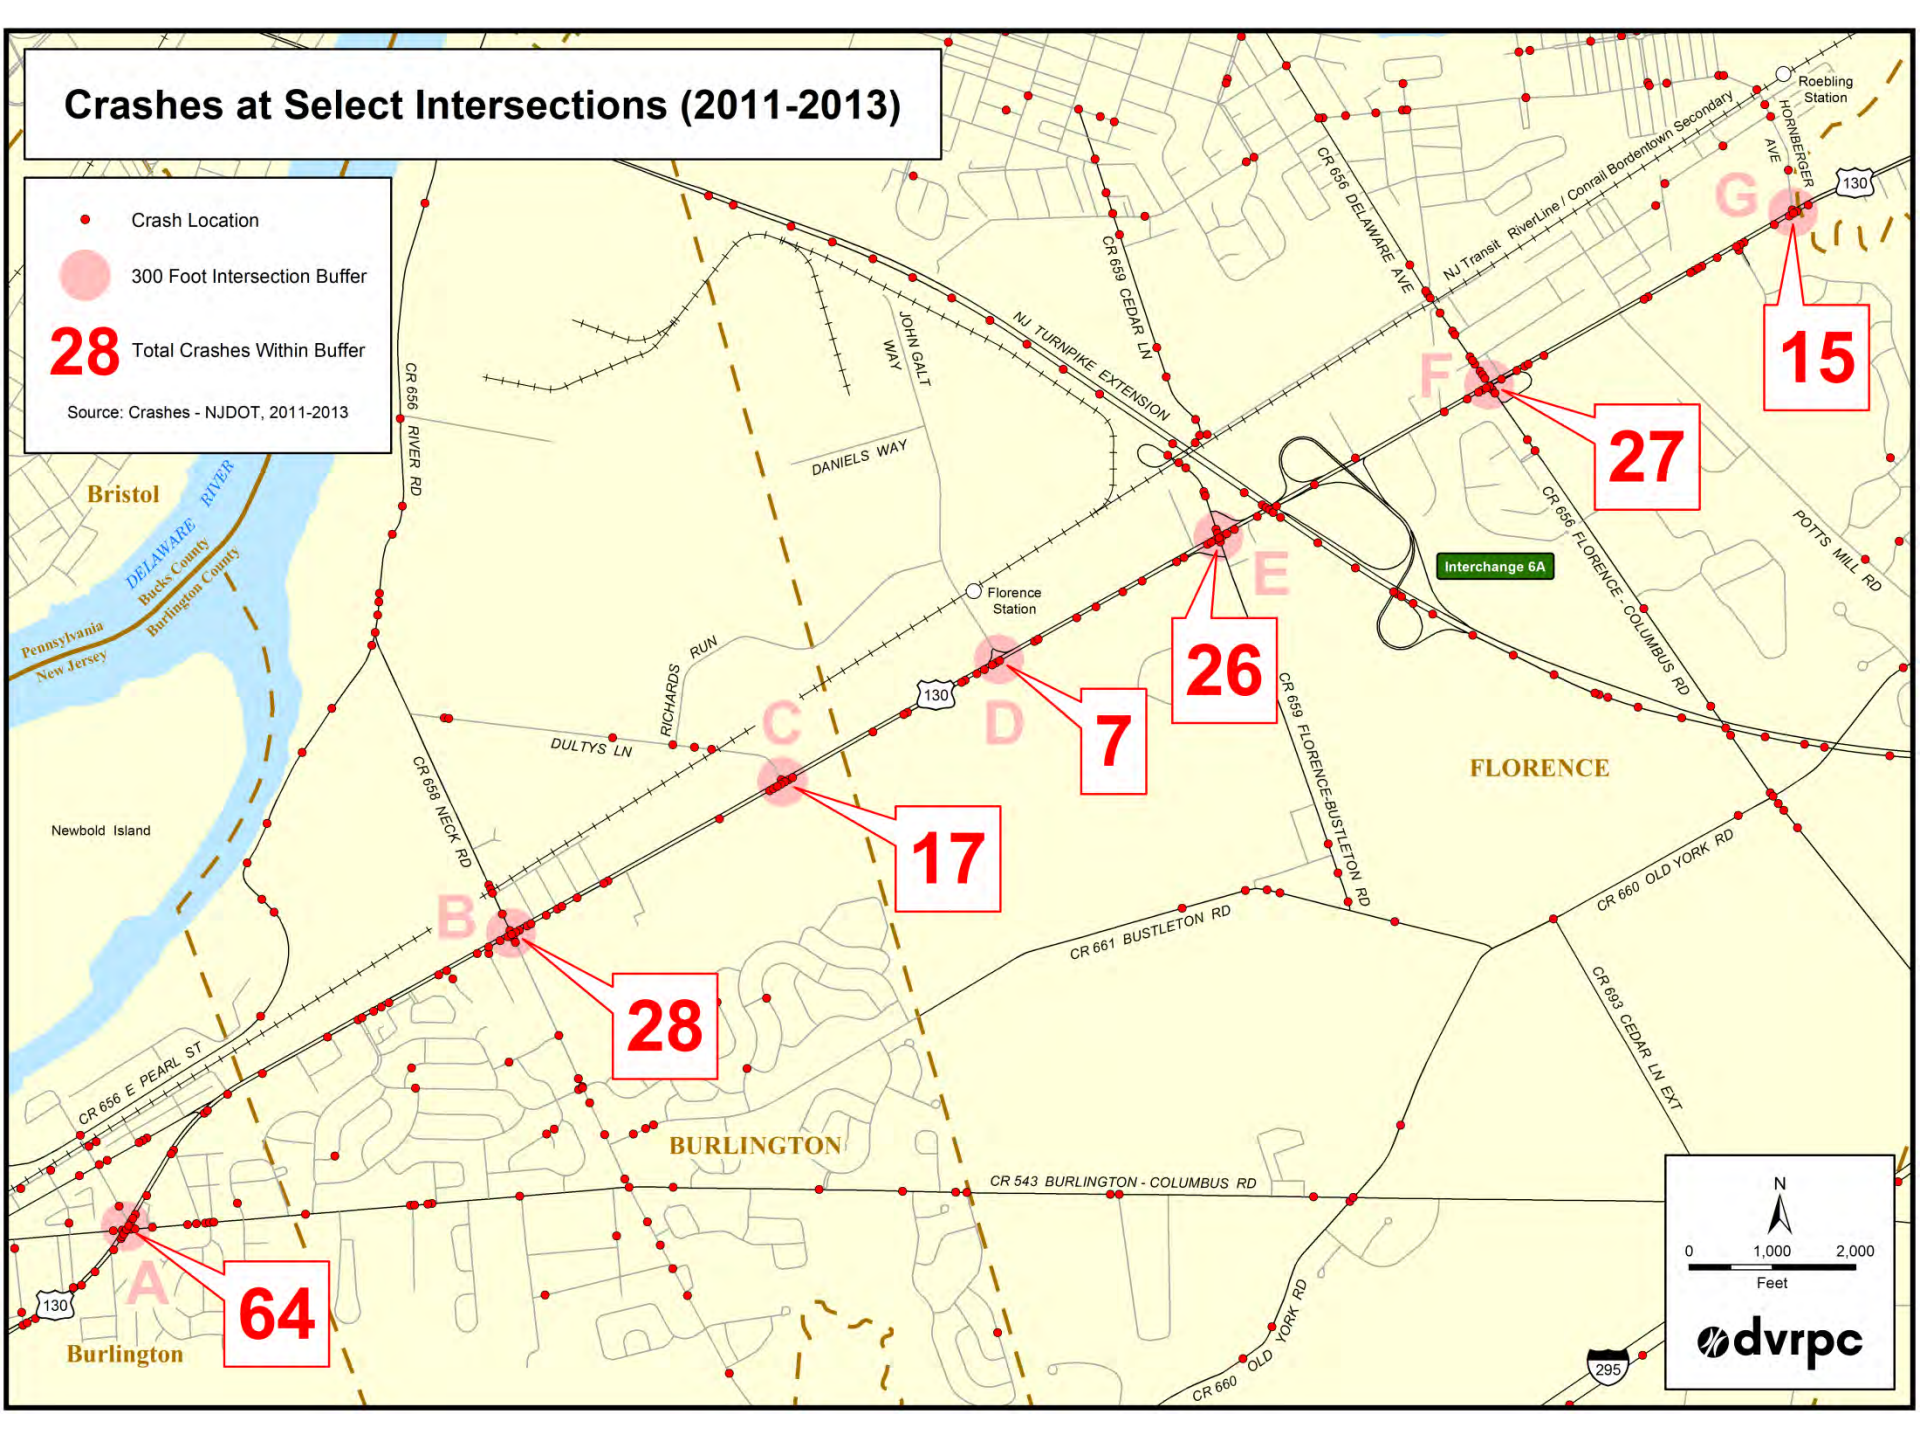 Crashes at Select Intersections (2011-2013)
Crash Location
300 Foot Intersection Buffer
28 Total Crashes Within Buffer
Source: Crashes - NJDOT, 2011-2013
Roebling
Station
HORNBERGER
AVE
130
G
15
CR 656 DELAWARE AVE
NJ Transit RiverLine / Conrail Bordentown Secondary
CR 659 CEDAR LN
NJ TURNPIKE EXTENSION
JOHN GALT
WAY
DANIELS WAY
CR 656 RIVER RD
F
27
Bristol
DELAWARE RIVER
Bucks County
Burlington County
Pennsylvania
New Jersey
CR 656 FLORENCE - COLUMBUS RD
POTTS MILL RD
Interchange 6A
E
26
Florence
Station
RICHARDS RUN
130
D
7
C
17
DULTYS LN
CR 659 FLORENCE-BUSTLETON RD
FLORENCE
CR 658 NECK RD
Newbold Island
B
28
CR 660 OLD YORK RD
CR 661 BUSTLETON RD
CR 693 CEDAR LN EXT
CR 656 E PEARL ST
BURLINGTON
CR 543 BURLINGTON - COLUMBUS RD
A
64
130
Burlington
CR 660 OLD YORK RD
295
N
0 1,000 2,000
Feet
dvrpc